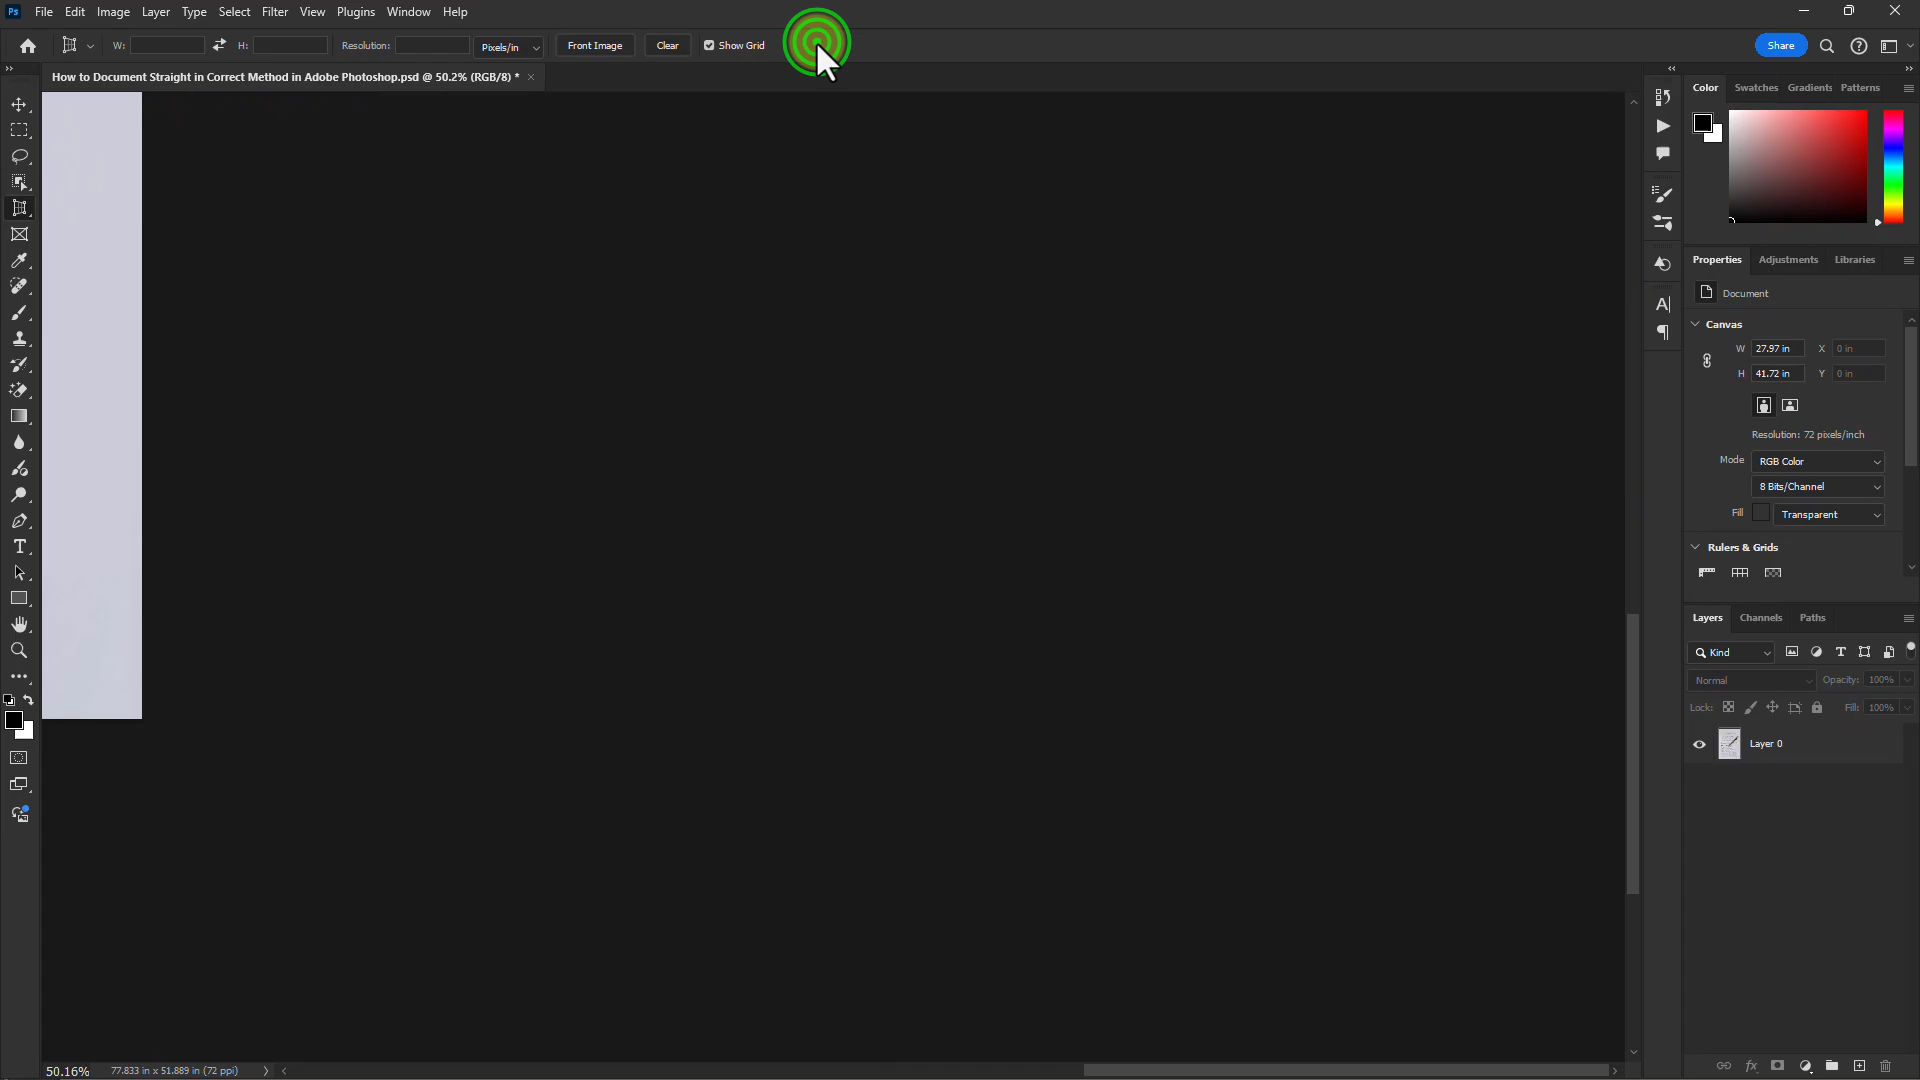 Ps File Edit Image Layer Type Select Filter View Plugins Window Help
W: H: Resolution: Pixels/in Front Image Clear Show Grid Share
How to Document Straight in Correct Method in Adobe Photoshop.psd @ 50.2% (RGB/8) *
Color Swatches Gradients Patterns
Properties Adjustments Libraries
Document
Canvas
W 27.97 in X 0 in
H 41.72 in Y 0 in
Resolution: 72 pixels/inch
Mode RGB Color
8 Bits/Channel
Fill Transparent
Rulers & Grids
Layers Channels Paths
Kind
Normal Opacity: 100%
Lock: Fill: 100%
Layer 0
50.16% 77.833 in x 51.889 in (72 ppi)